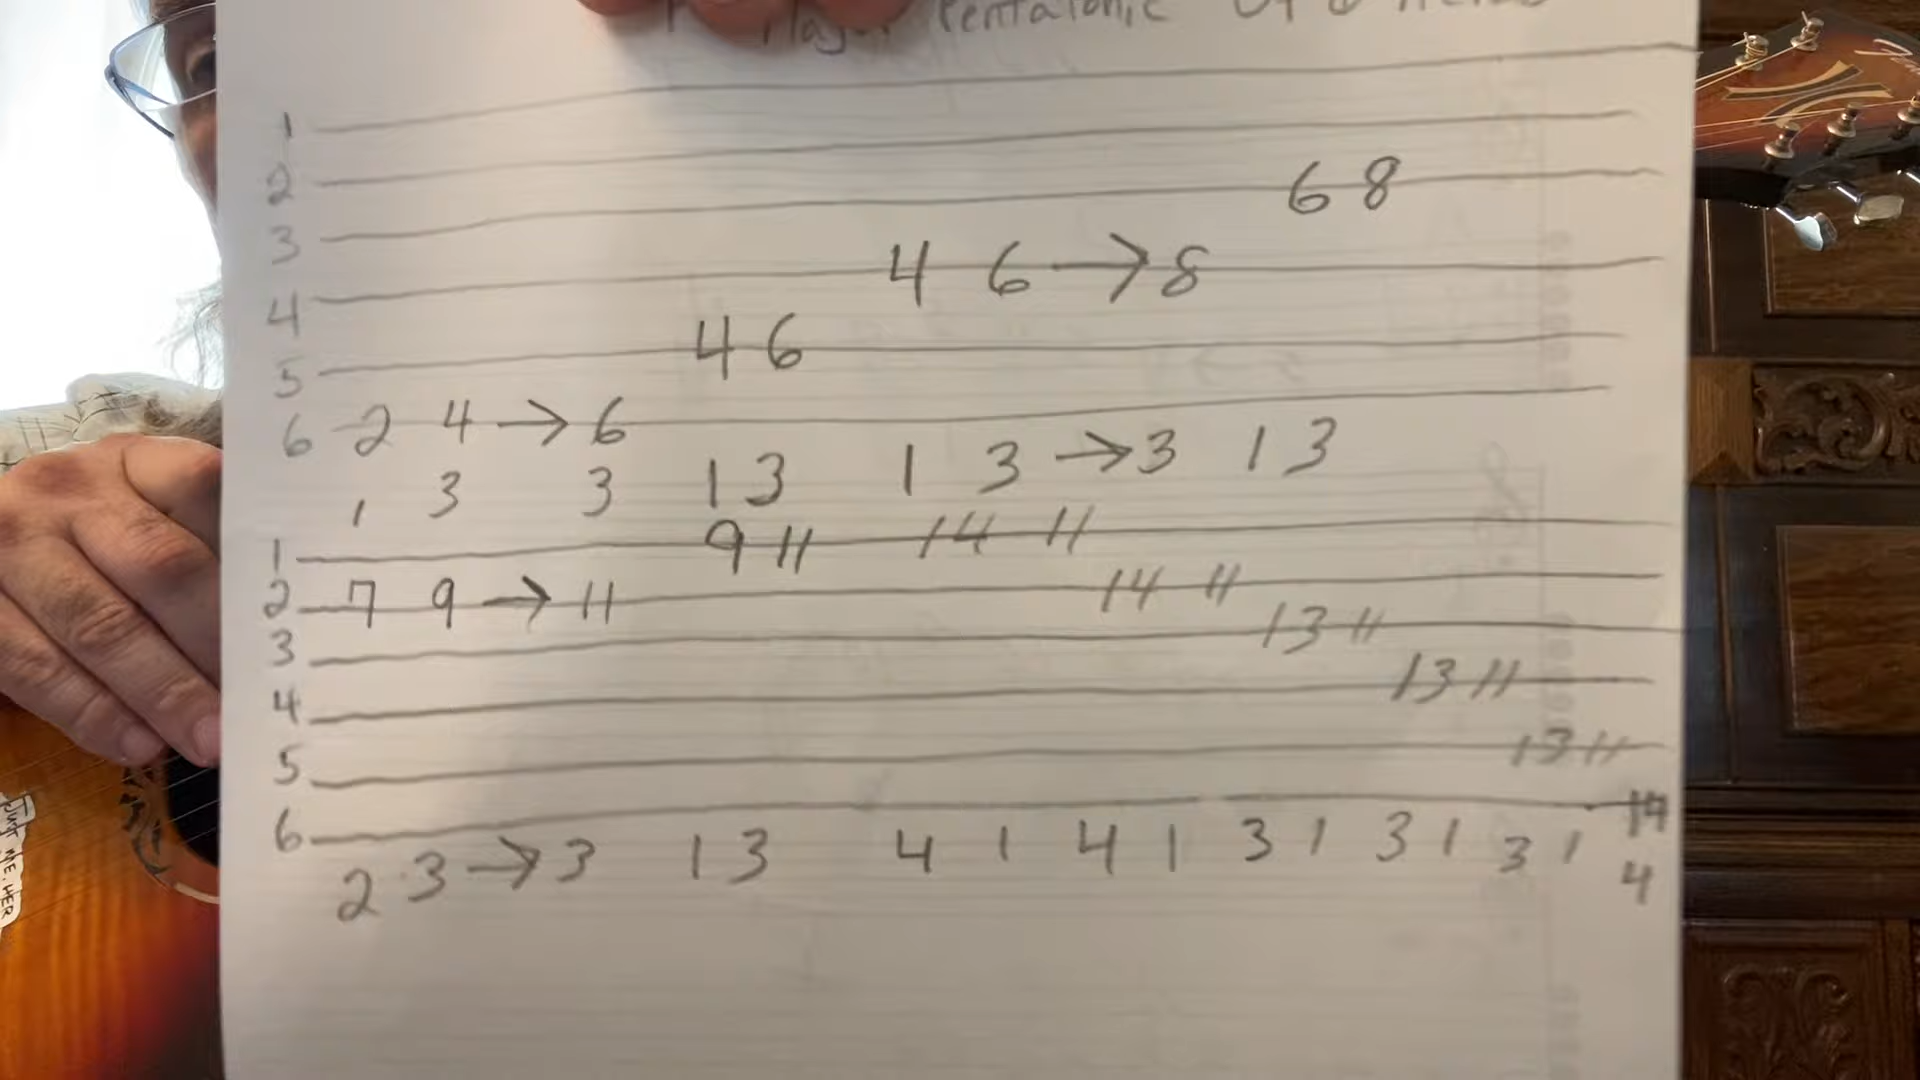 Major Pentatonic
1
2
6 8
3
4 6 → 8
4
4 6
5
6 2 4 → 6
1 3 3 1 3 1 3 → 3 1 3
1 9 11 14 11
2 7 9 → 11 14 11
3 13 11
4 13 11
5 13 11
6 14
2 3 → 3 1 3 4 1 4 1 3 1 3 1 3 1 4
JUST ME, HER